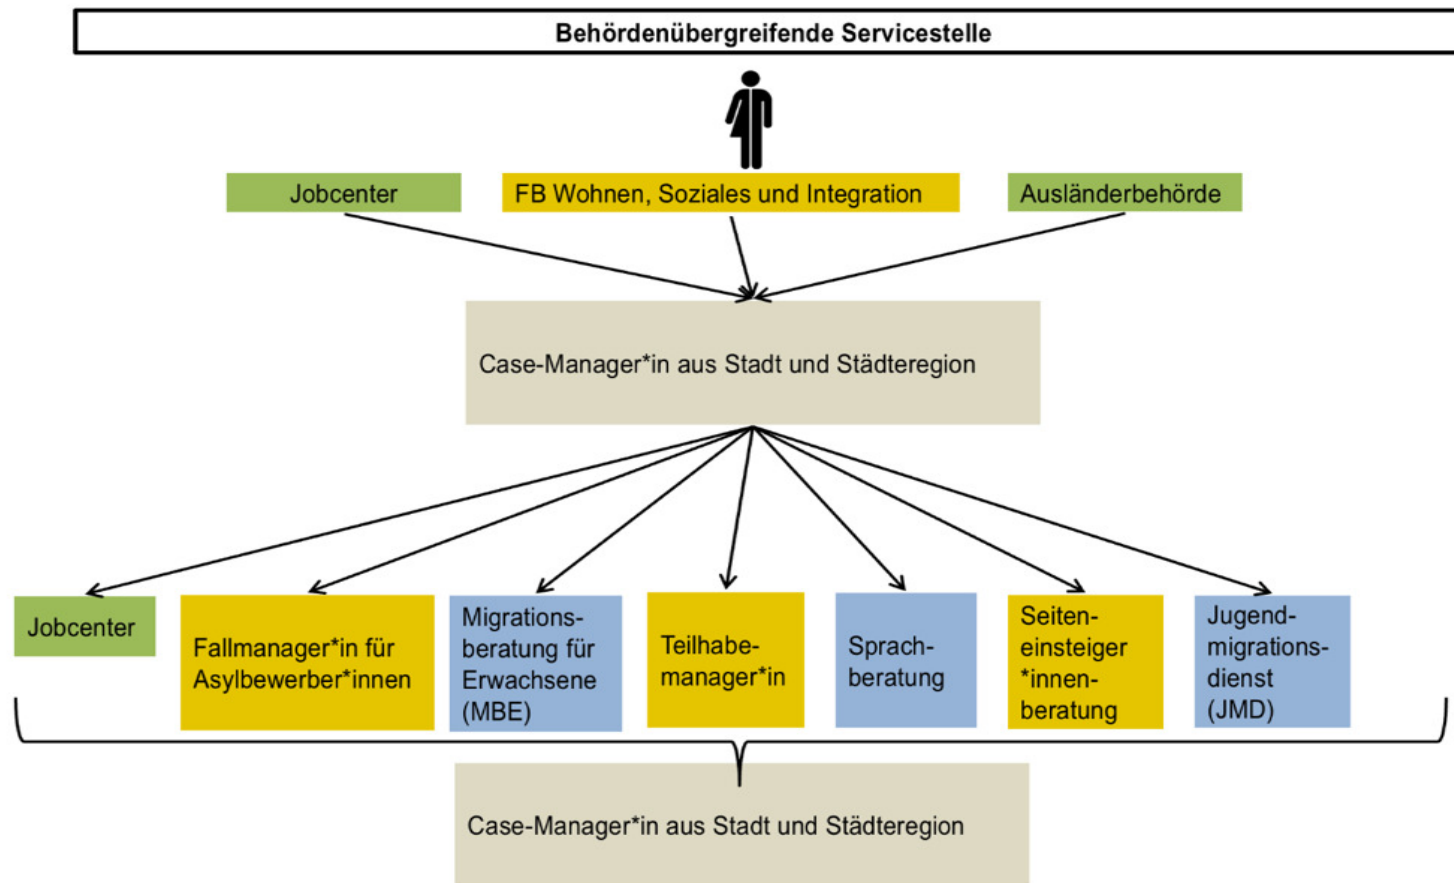 Behördenübergreifende Servicestelle
Jobcenter
FB Wohnen, Soziales und Integration
Ausländerbehörde
Case-Manager*in aus Stadt und Städteregion
Jobcenter
Fallmanager*in für
Asylbewerber*innen
Migrations-
beratung für
Erwachsene
(MBE)
Teilhabe-
manager*in
Sprach-
beratung
Seiten-
einsteiger
*innen-
beratung
Jugend-
migrations-
dienst
(JMD)
Case-Manager*in aus Stadt und Städteregion